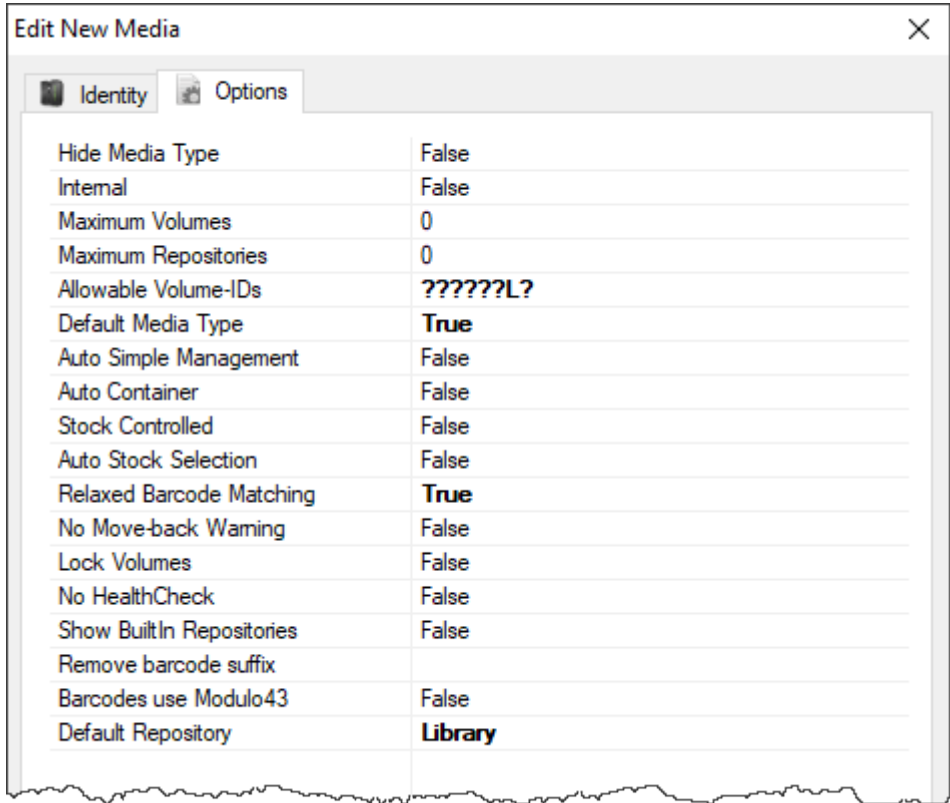 Edit New Media
Identity Options
Hide Media Type False
Internal False
Maximum Volumes 0
Maximum Repositories 0
Allowable Volume-IDs ??????L?
Default Media Type True
Auto Simple Management False
Auto Container False
Stock Controlled False
Auto Stock Selection False
Relaxed Barcode Matching True
No Move-back Warning False
Lock Volumes False
No HealthCheck False
Show BuiltIn Repositories False
Remove barcode suffix
Barcodes use Modulo43 False
Default Repository Library